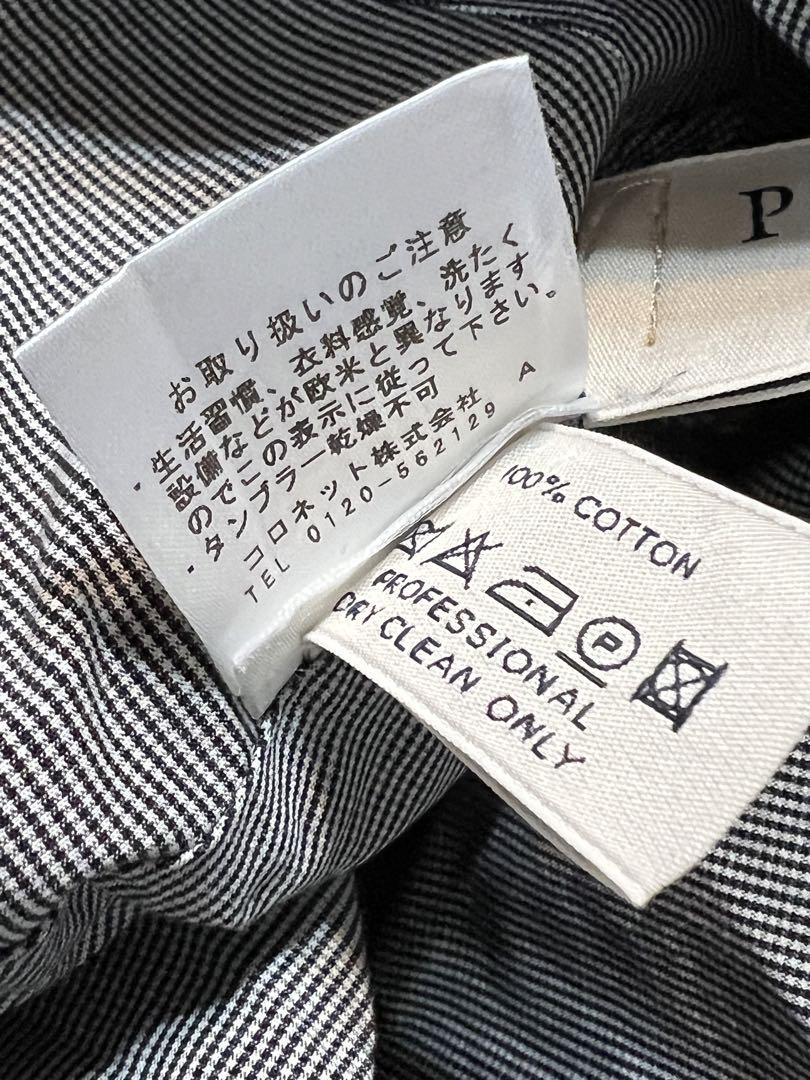 お取り扱いのご注意
・生活習慣、衣料感覚、洗たく
設備などが欧米と異なります
のでこの表示に従って下さい。
・タンブラー乾燥不可
コロネット株式会社
TEL 0120-562129 A
P
100% COTTON
P
PROFESSIONAL
DRY CLEAN ONLY